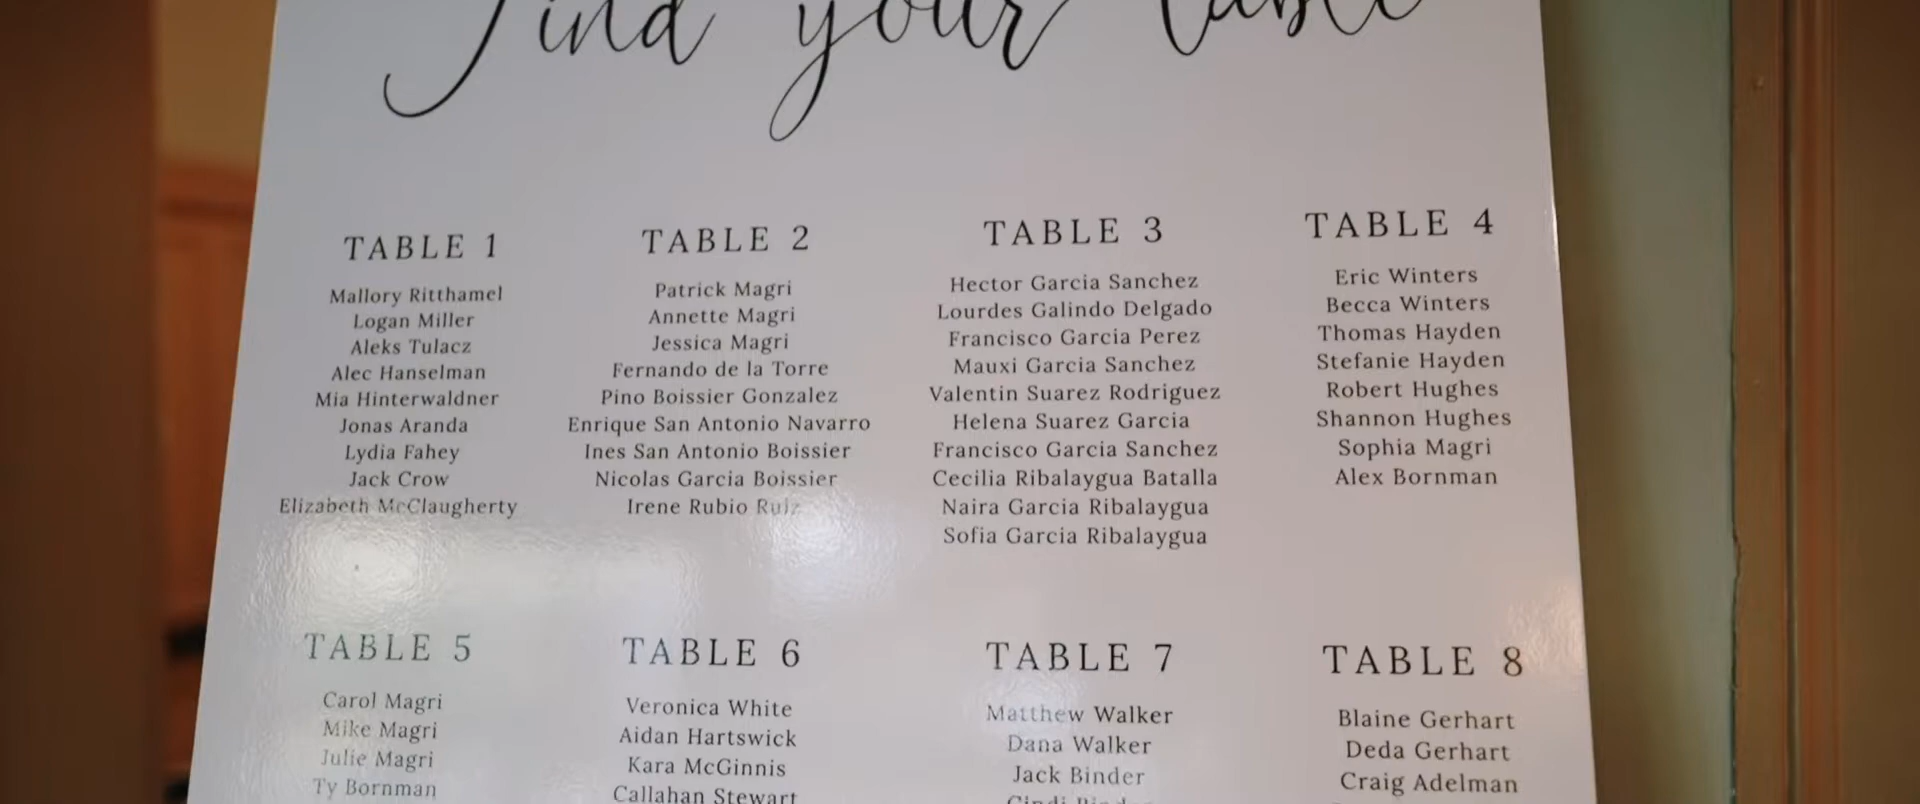 Find your table
TABLE 1
Mallory Ritthamel
Logan Miller
Aleks Tulacz
Alec Hanselman
Mia Hinterwaldner
Jonas Aranda
Lydia Fahey
Jack Crow
Elizabeth McClaugherty
TABLE 2
Patrick Magri
Annette Magri
Jessica Magri
Fernando de la Torre
Pino Boissier Gonzalez
Enrique San Antonio Navarro
Ines San Antonio Boissier
Nicolas Garcia Boissier
Irene Rubio Ruiz
TABLE 3
Hector Garcia Sanchez
Lourdes Galindo Delgado
Francisco Garcia Perez
Mauxi Garcia Sanchez
Valentin Suarez Rodriguez
Helena Suarez Garcia
Francisco Garcia Sanchez
Cecilia Ribalaygua Batalla
Naira Garcia Ribalaygua
Sofia Garcia Ribalaygua
TABLE 4
Eric Winters
Becca Winters
Thomas Hayden
Stefanie Hayden
Robert Hughes
Shannon Hughes
Sophia Magri
Alex Bornman
TABLE 5
Carol Magri
Mike Magri
Julie Magri
Ty Bornman
TABLE 6
Veronica White
Aidan Hartswick
Kara McGinnis
Callahan Stewart
TABLE 7
Matthew Walker
Dana Walker
Jack Binder
TABLE 8
Blaine Gerhart
Deda Gerhart
Craig Adelman